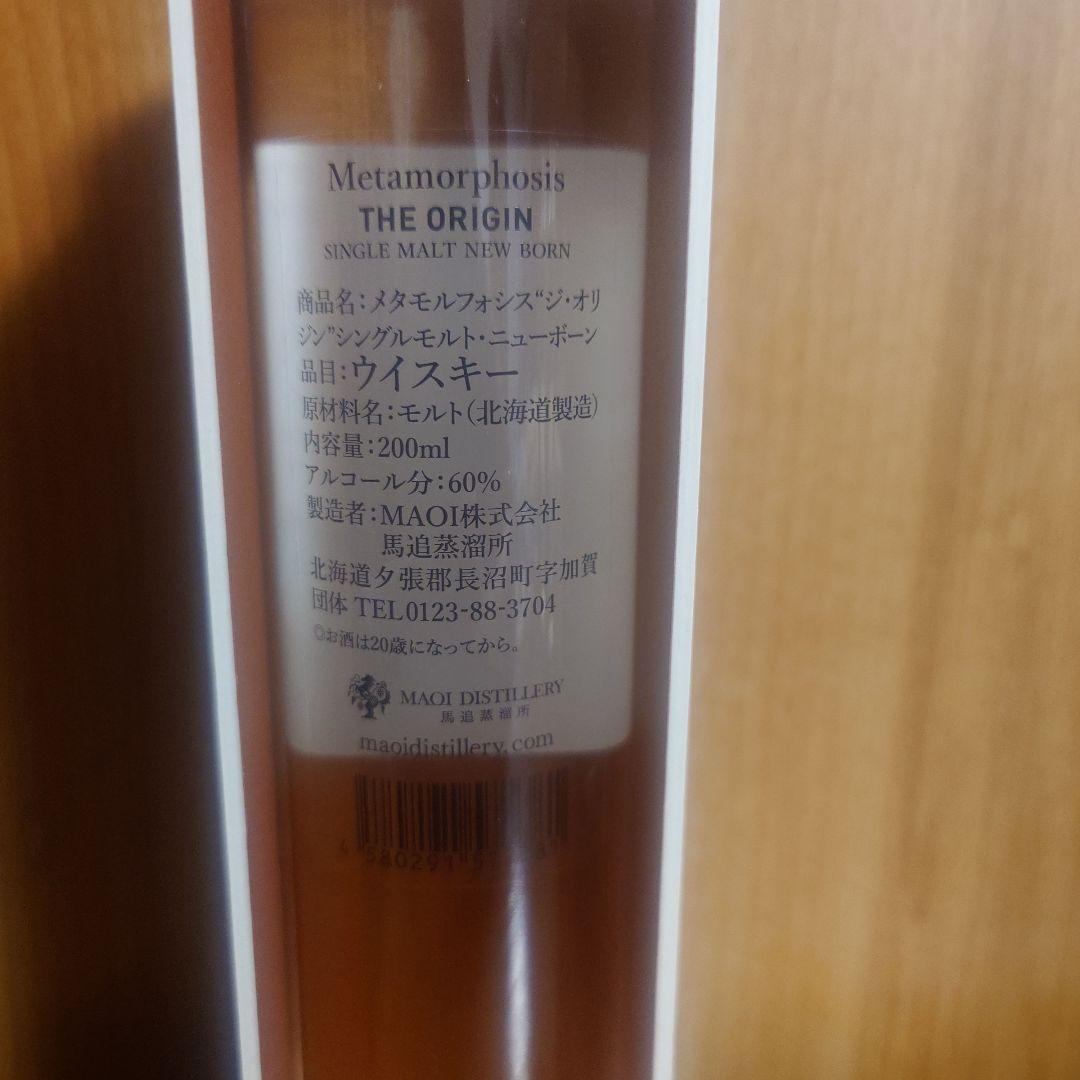 Metamorphosis
THE ORIGIN
SINGLE MALT NEW BORN
商品名：メタモルフォシス“ジ・オリ
ジン”シングルモルト・ニューボーン
品目：ウイスキー
原材料名：モルト（北海道製造）
内容量：200ml
アルコール分：60%
製造者：MAOI株式会社
馬追蒸溜所
北海道夕張郡長沼町字加賀
団体 TEL0123-88-3704
◎お酒は20歳になってから。
MAOI DISTILLERY
馬追蒸溜所
maoidistillery.com
4 580291